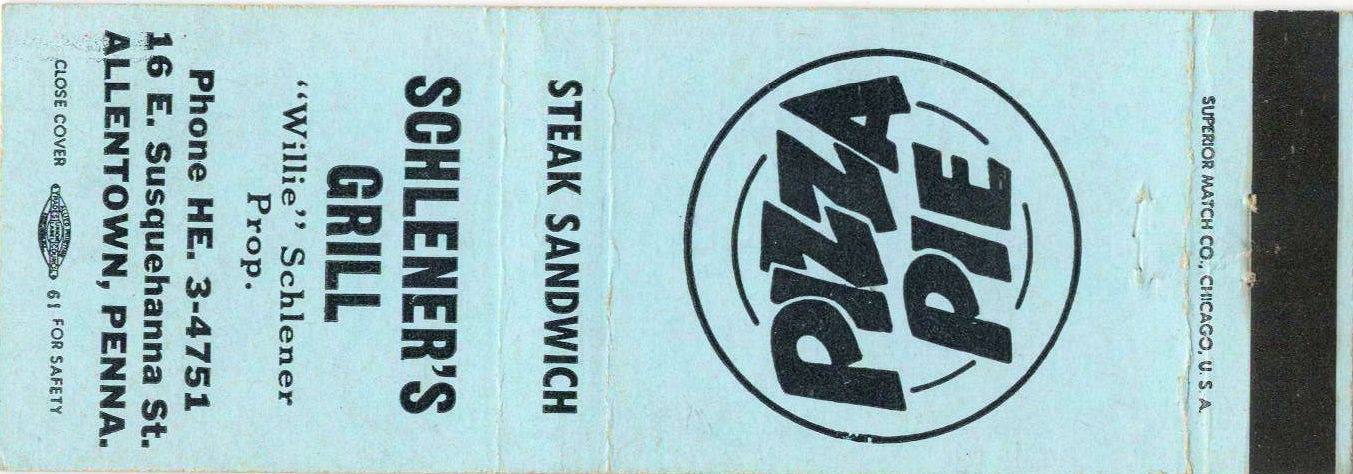 SUPERIOR MATCH CO., CHICAGO, U. S. A.
PIZZA
PIE
STEAK SANDWICH
SCHLENER'S
GRILL
"Willie" Schlener
Prop.
Phone HE. 3-4751
16 E. Susquehanna St.
ALLENTOWN, PENNA.
CLOSE COVER 61 FOR SAFETY